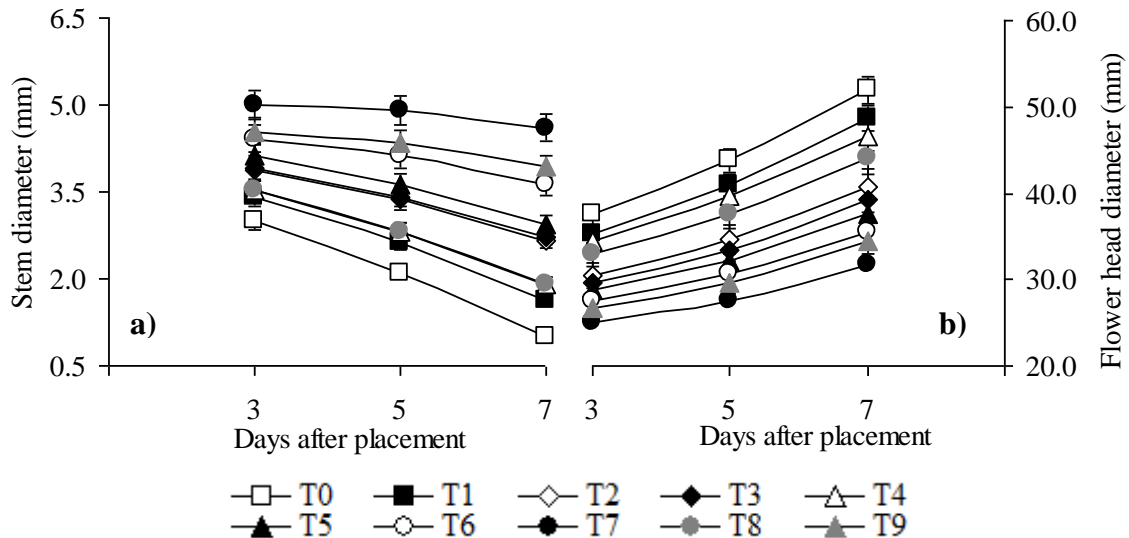 6.5
5.0
3.5
2.0
0.5
Stem diameter (mm)
a)
3 5 7
Days after placement
60.0
50.0
40.0
30.0
20.0
Flower head diameter (mm)
b)
3 5 7
Days after placement
T0 T1 T2 T3 T4
T5 T6 T7 T8 T9